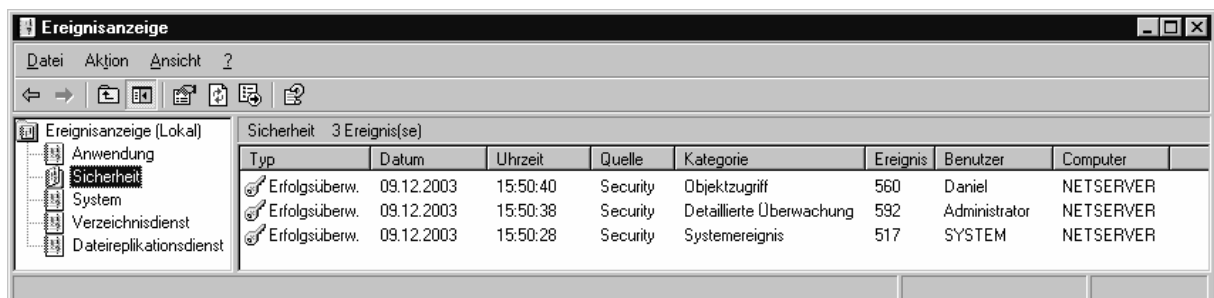 Ereignisanzeige
Datei Aktion Ansicht ?
Ereignisanzeige (Lokal)
Anwendung
Sicherheit
System
Verzeichnisdienst
Dateireplikationsdienst
Sicherheit 3 Ereignis(se)
Typ Datum Uhrzeit Quelle Kategorie Ereignis Benutzer Computer
Erfolgsüberw. 09.12.2003 15:50:40 Security Objektzugriff 560 Daniel NETSERVER
Erfolgsüberw. 09.12.2003 15:50:38 Security Detaillierte Überwachung 592 Administrator NETSERVER
Erfolgsüberw. 09.12.2003 15:50:28 Security Systemereignis 517 SYSTEM NETSERVER